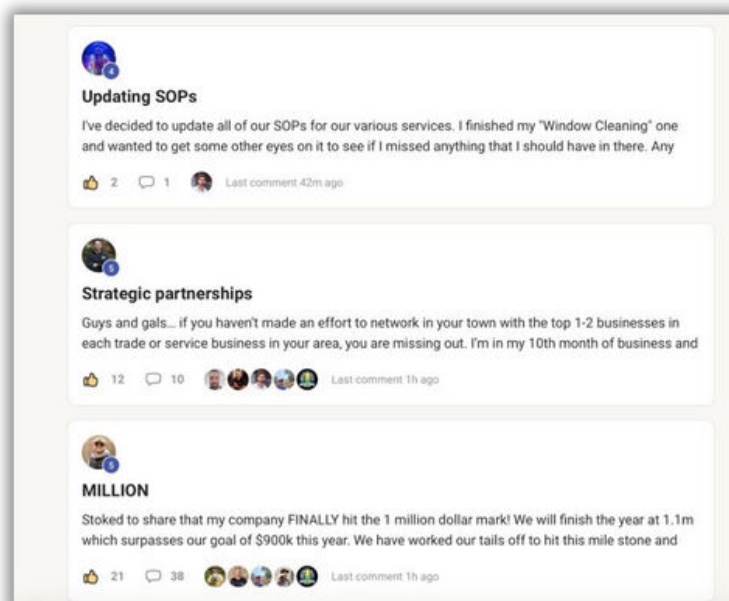 4
Updating SOPs
I've decided to update all of our SOPs for our various services. I finished my "Window Cleaning" one
and wanted to get some other eyes on it to see if I missed anything that I should have in there. Any
2 1 Last comment 42m ago
5
Strategic partnerships
Guys and gals... if you haven't made an effort to network in your town with the top 1-2 businesses in
each trade or service business in your area, you are missing out. I'm in my 10th month of business and
12 10 Last comment 1h ago
5
MILLION
Stoked to share that my company FINALLY hit the 1 million dollar mark! We will finish the year at 1.1m
which surpasses our goal of $900k this year. We have worked our tails off to hit this mile stone and
21 38 Last comment 1h ago